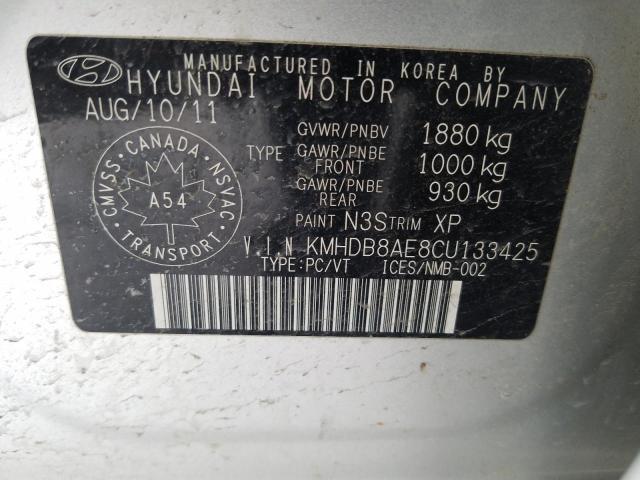 MANUFACTURED IN KOREA BY
HYUNDAI MOTOR COMPANY
AUG/10/11
GVWR/PNBV 1880 kg
TYPE GAWR/PNBE FRONT 1000 kg
GAWR/PNBE REAR 930 kg
PAINT N3S TRIM XP
V I N KMHDB8AE8CU133425
TYPE:PC/VT ICES/NMB-002
CMVSS · CANADA · NSVAC · TRANSPORT ·
A54